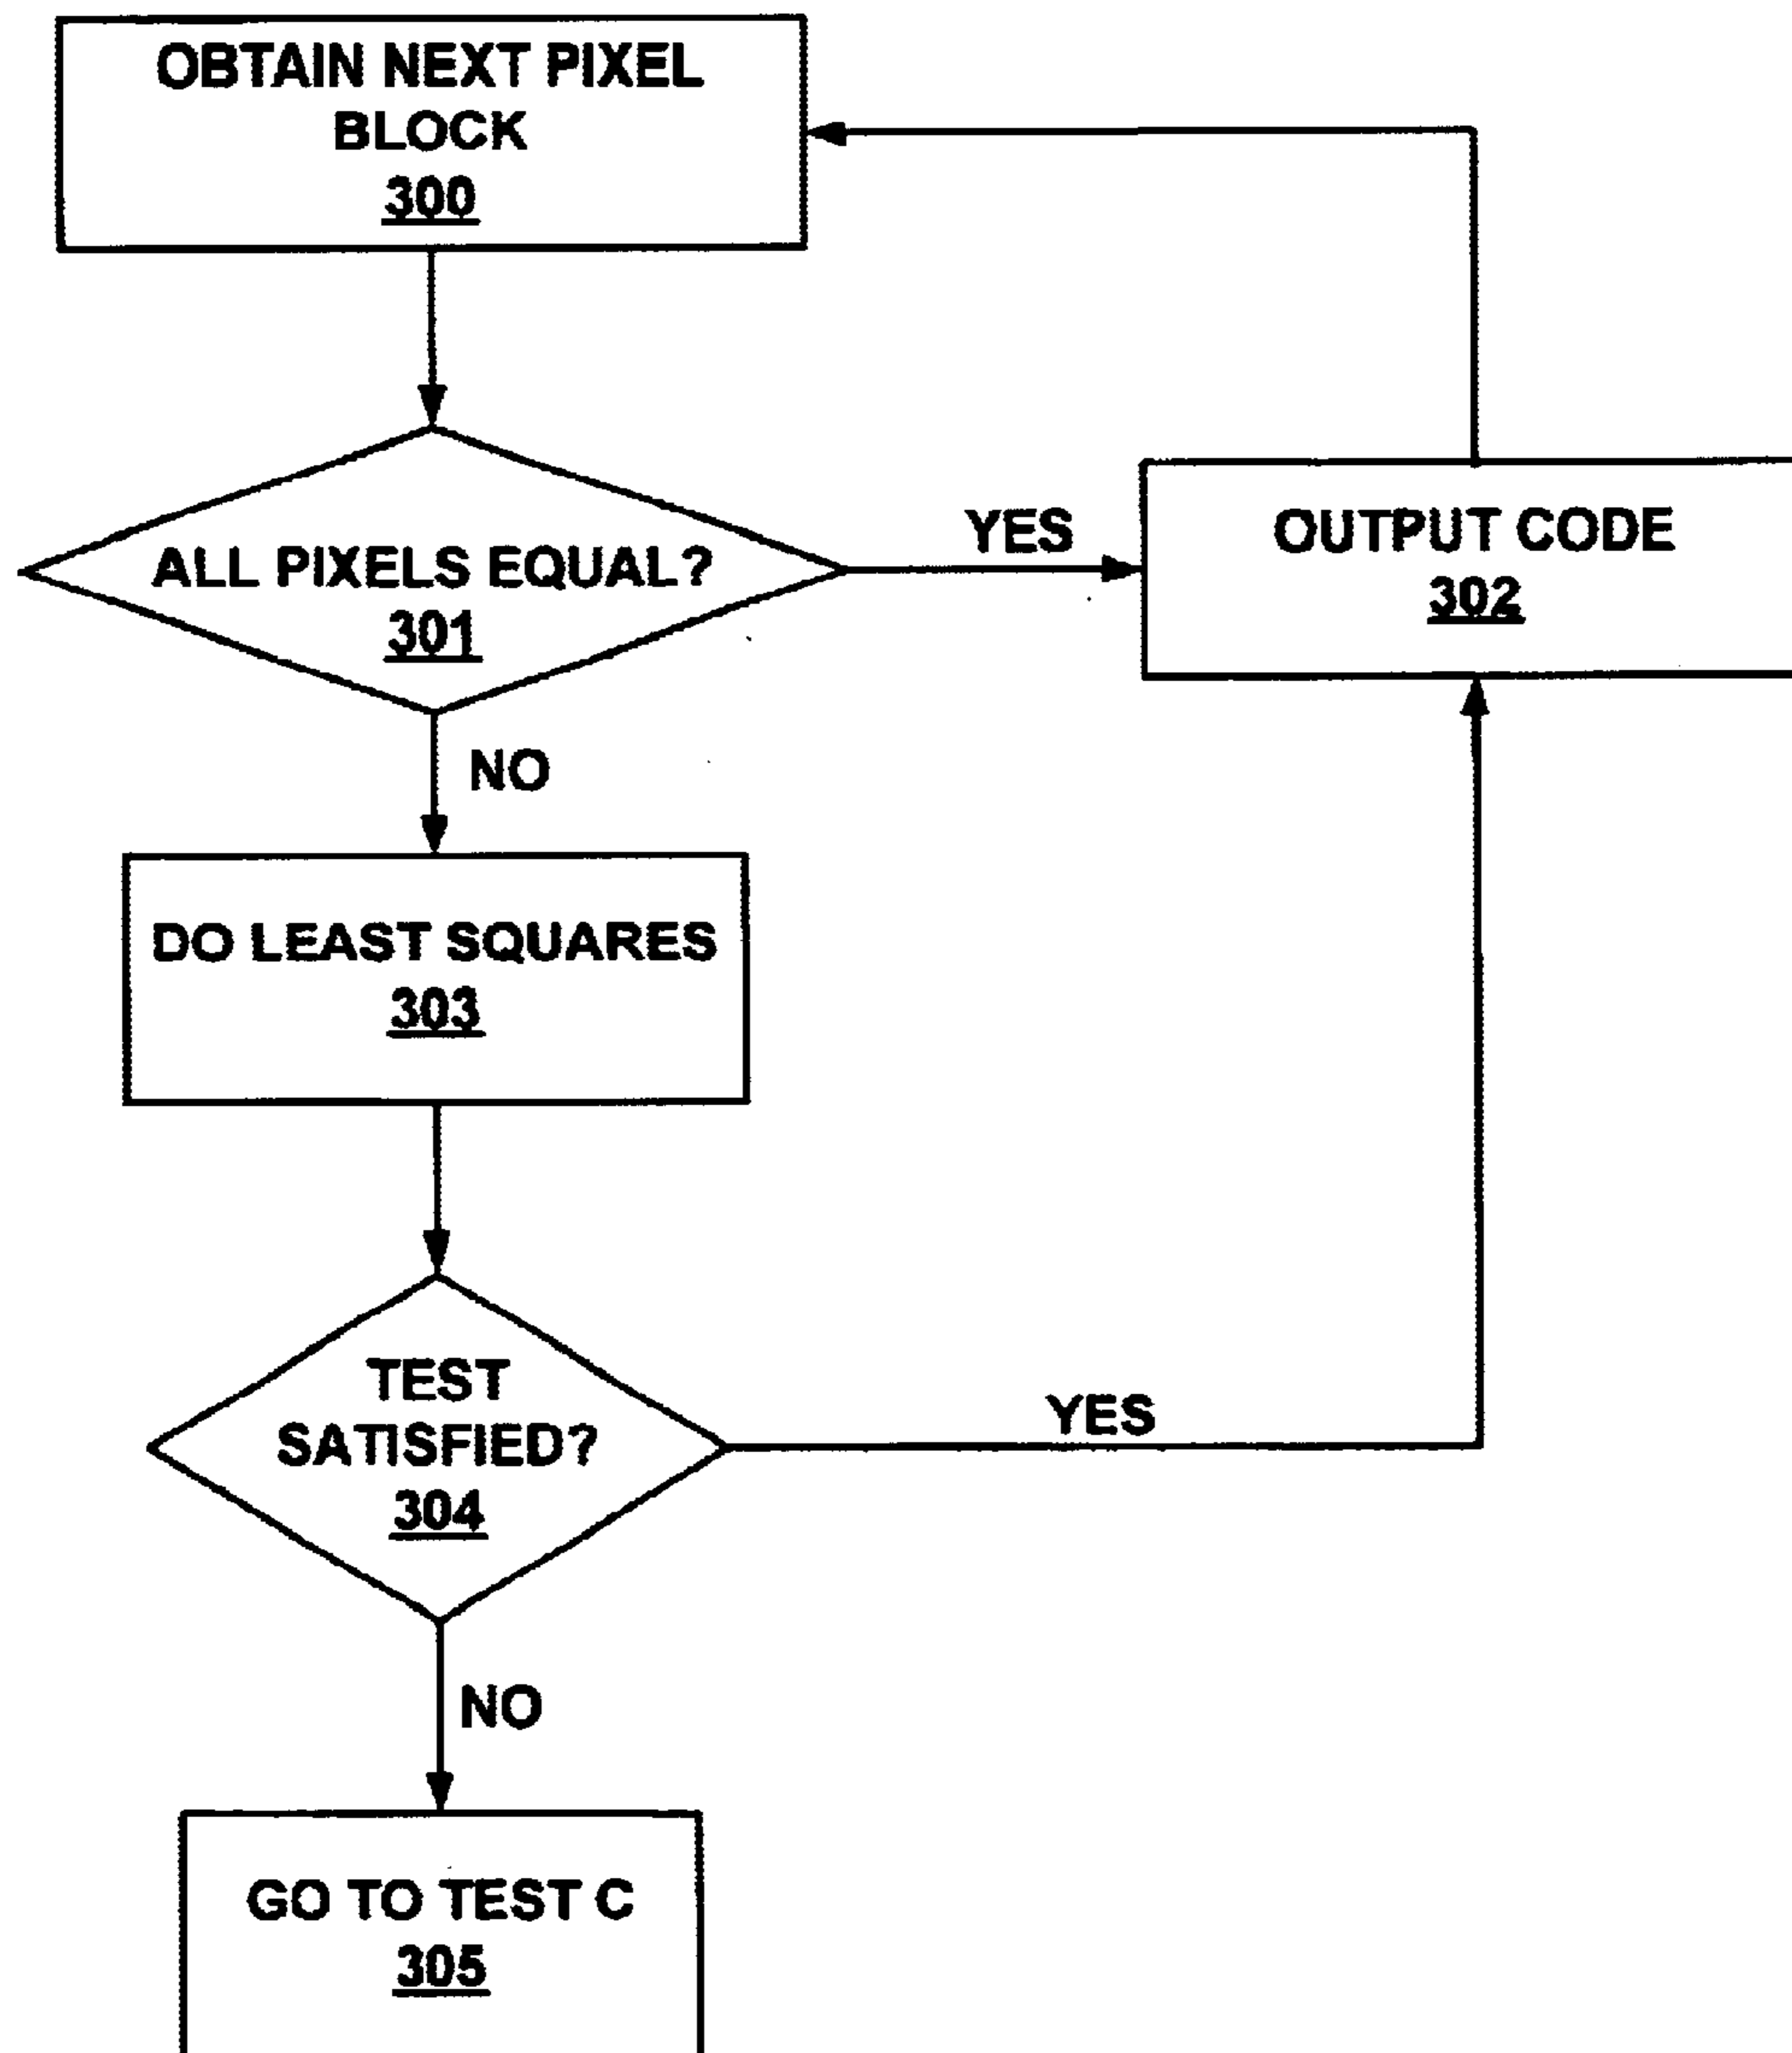 OBTAIN NEXT PIXEL
BLOCK
300
ALL PIXELS EQUAL?
301
YES
OUTPUT CODE
302
NO
DO LEAST SQUARES
303
TEST
SATISFIED?
304
YES
NO
GO TO TEST C
305